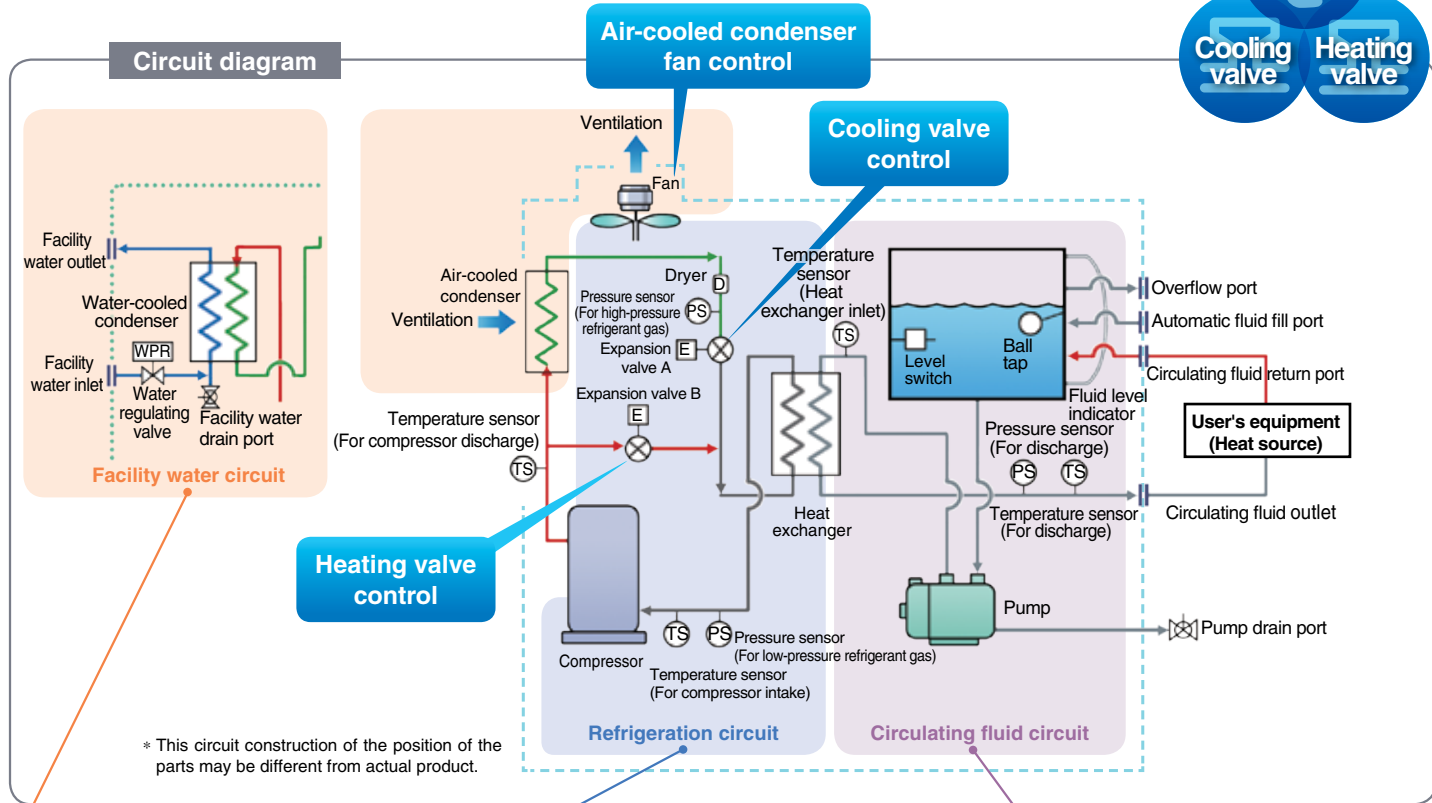 Circuit diagram
Air-cooled condenser
fan control
Cooling
valve
Heating
valve
Cooling valve
control
Ventilation
Fan
Facility
water outlet
Water-cooled
condenser
WPR
Facility
water inlet
Water
regulating
valve
Facility water
drain port
Facility water circuit
Air-cooled
condenser
Ventilation
Dryer
D
Pressure sensor
(For high-pressure
refrigerant gas)
PS
Expansion
valve A
E
Temperature
sensor
(Heat
exchanger inlet)
TS
Expansion valve B
E
Temperature sensor
(For compressor discharge)
TS
Heating valve
control
Heat
exchanger
Compressor
TS
PS
Pressure sensor
(For low-pressure refrigerant gas)
Temperature sensor
(For compressor intake)
Refrigeration circuit
Level
switch
Ball
tap
Overflow port
Automatic fluid fill port
Circulating fluid return port
Fluid level
indicator
User's equipment
(Heat source)
Pressure sensor
(For discharge)
PS
TS
Temperature sensor
(For discharge)
Circulating fluid outlet
Pump
Pump drain port
Circulating fluid circuit
* This circuit construction of the position of the
parts may be different from actual product.